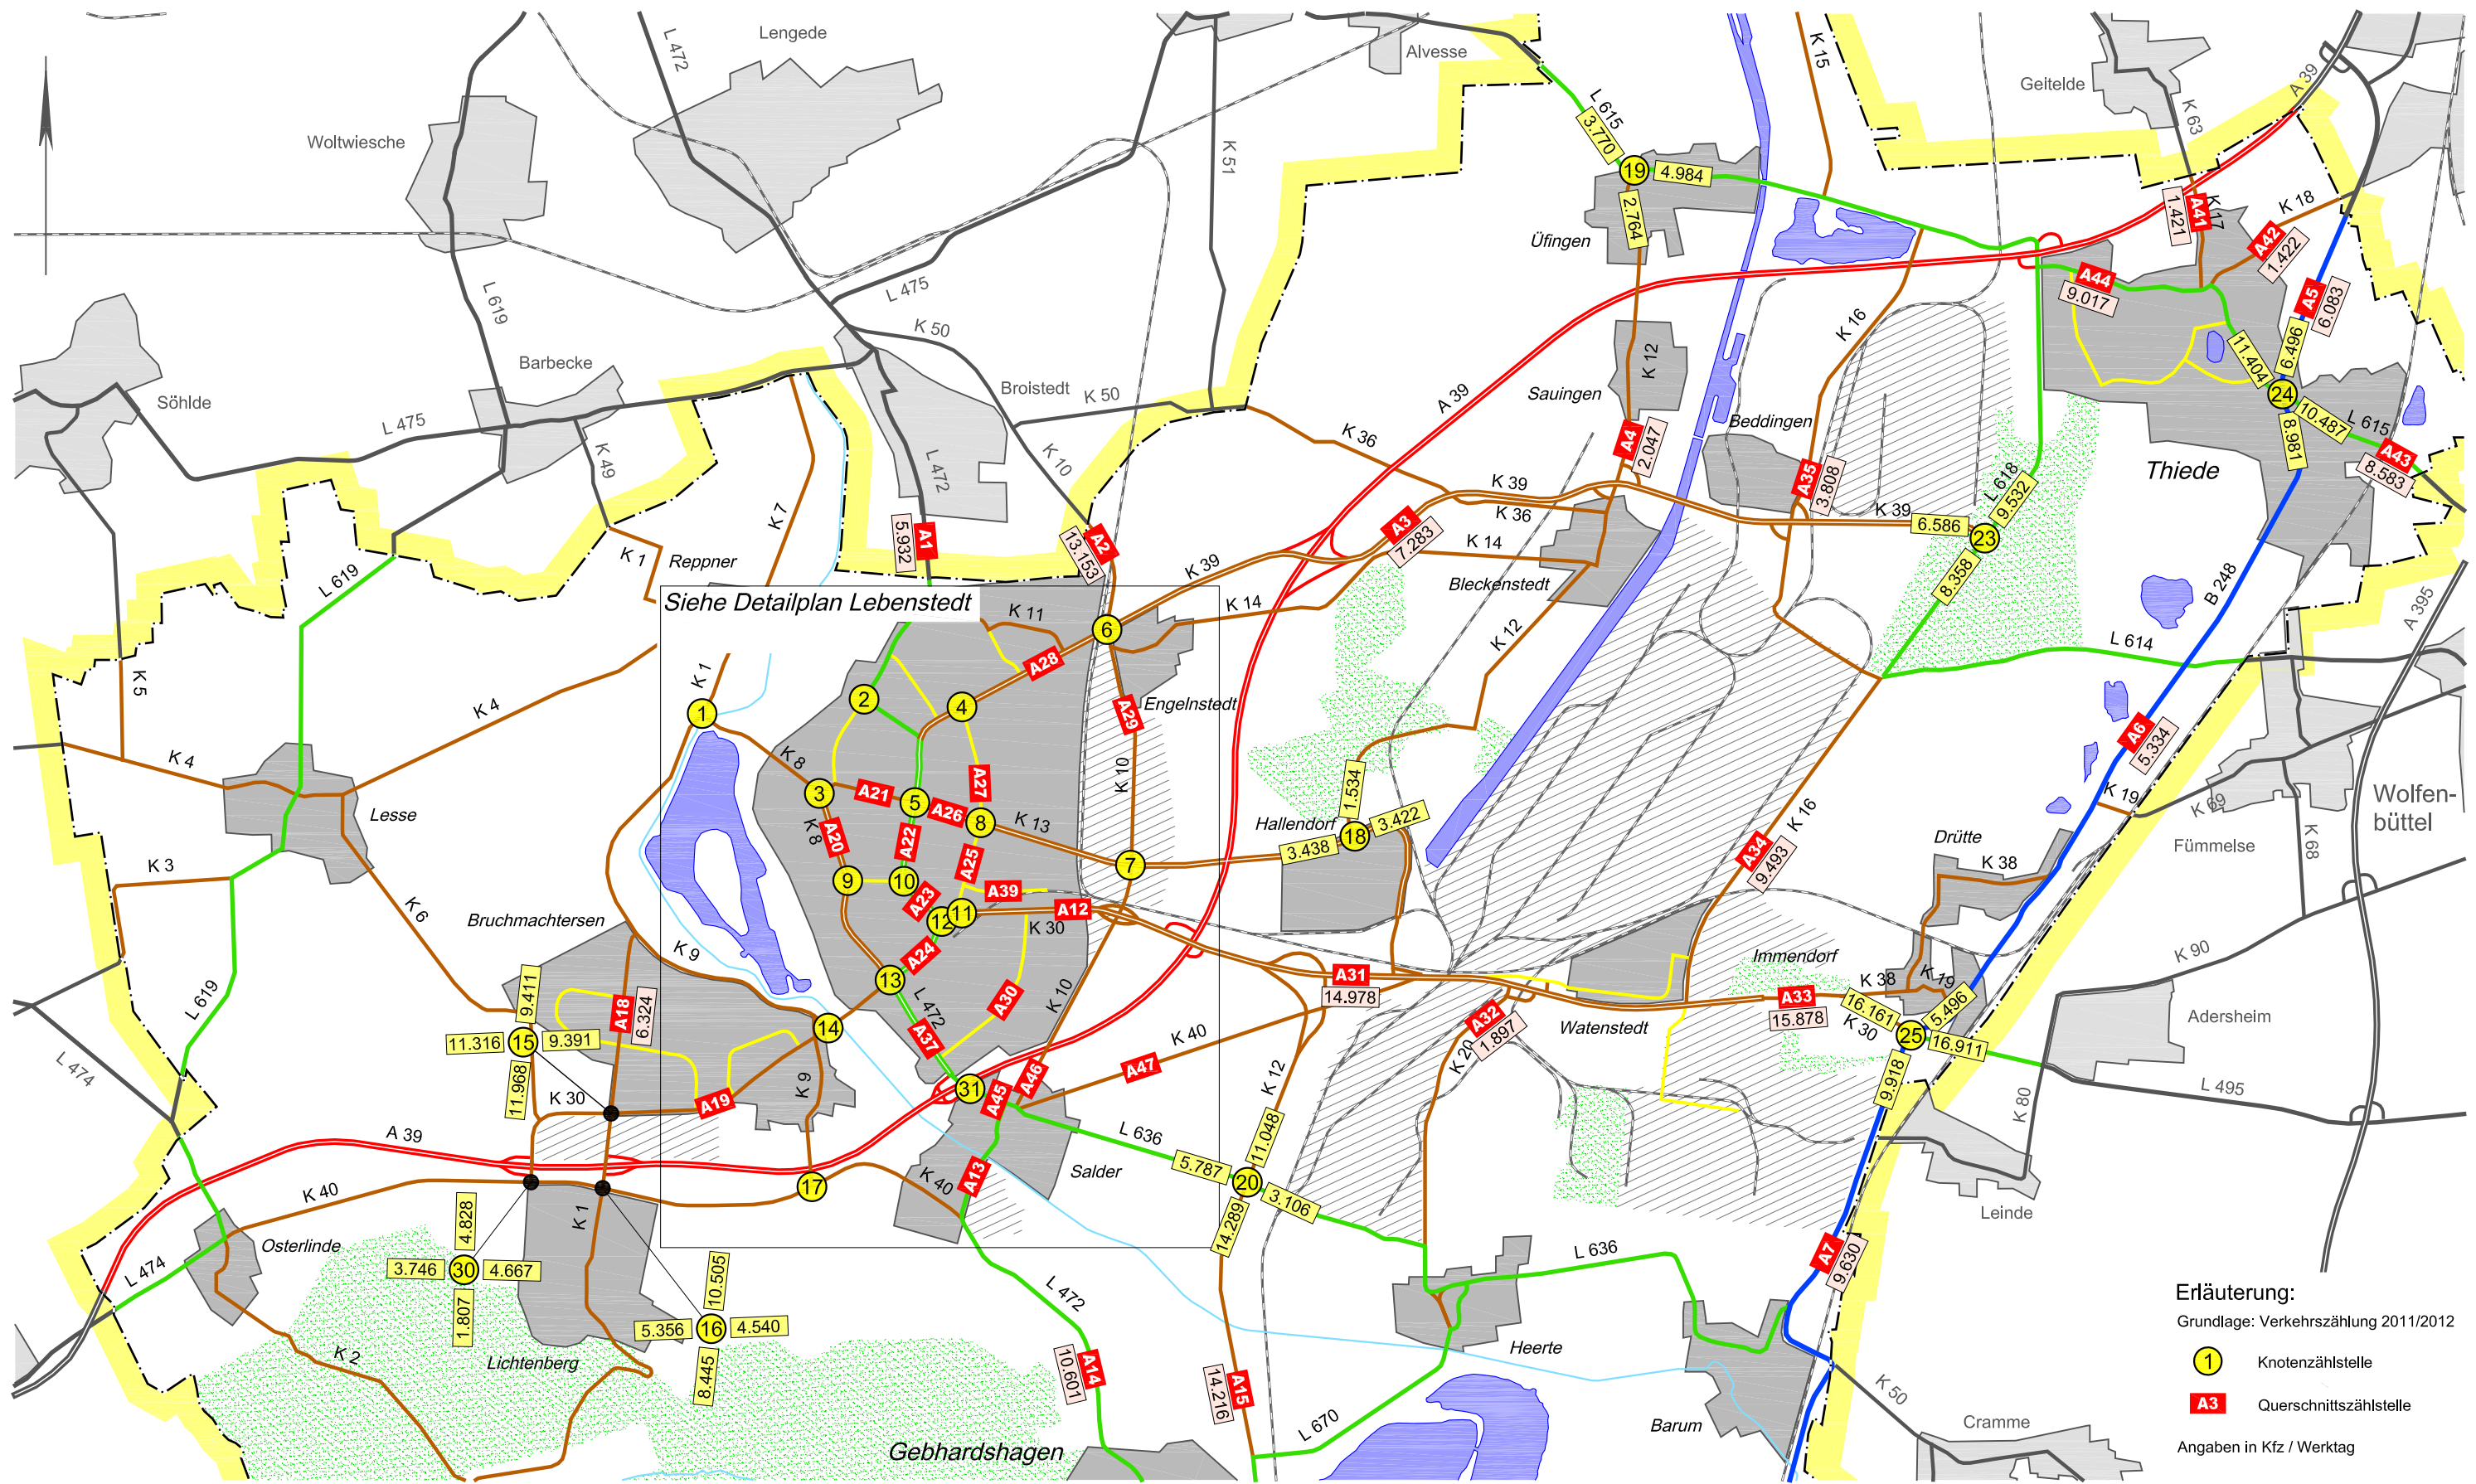 Lengede
L 472
Woltwiesche
L 619
Alvesse
K 51
L 615
3.770
19
4.984
2.764
Üfingen
K 15
Geitelde
K 63
A 39
A41
K 17
1.421
K 18
A42
1.422
A5
6.083
A44
9.017
6.496
11.404
24
10.487
L 615
8.981
A43
8.583
Thiede
L 475
K 50
Barbecke
Söhlde
L 475
K 49
Broistedt
K 50
K 10
L 472
A1
5.932
A2
13.153
K 36
A 39
K 12
Sauingen
A4
2.047
K 16
Beddingen
A35
3.808
K 39
K 36
K 39
6.586
L 618
9.532
23
8.358
A3
7.283
K 39
K 14
Bleckenstedt
K 14
K 12
B 248
A 395
L 614
K 7
K 1
Reppner
L 619
K 5
K 4
K 4
Lesse
K 3
K 6
L 619
L 474
Siehe Detailplan Lebenstedt
K 11
6
A28
K 1
1
2
4
Engelnstedt
A29
K 10
K 8
3
A21
5
A26
A27
8
K 13
A20
K 8
A22
A25
7
9
10
A23
A39
12
11
A12
K 30
13
A24
L 472
A30
K 10
A37
14
K 9
31
A45
A46
A47
K 40
L 636
Salder
A13
K 40
17
K 9
A19
Bruchmachtersen
A18
6.324
9.411
11.316
15
9.391
11.968
K 30
A 39
K 40
Osterlinde
L 474
K 2
4.828
3.746
30
4.667
1.807
K 1
Lichtenberg
10.505
5.356
16
4.540
8.445
Hallendorf
1.534
18
3.422
3.438
A31
14.978
A34
9.493
K 16
A32
1.897
K 20
Watenstedt
A33
15.878
Immendorf
K 38
K 19
16.161
K 30
25
5.496
16.911
9.918
Drütte
K 38
K 19
A6
5.334
K 69
Fümmelse
K 68
Wolfen-
büttel
K 90
Adersheim
L 495
K 80
Leinde
K 12
11.048
5.787
20
3.106
14.289
L 472
A14
10.601
A15
14.216
Gebhardshagen
L 636
Heerte
L 670
A7
9.630
Barum
K 50
Cramme
Erläuterung:
Grundlage: Verkehrszählung 2011/2012
1 Knotenzählstelle
A3 Querschnittszählstelle
Angaben in Kfz / Werktag